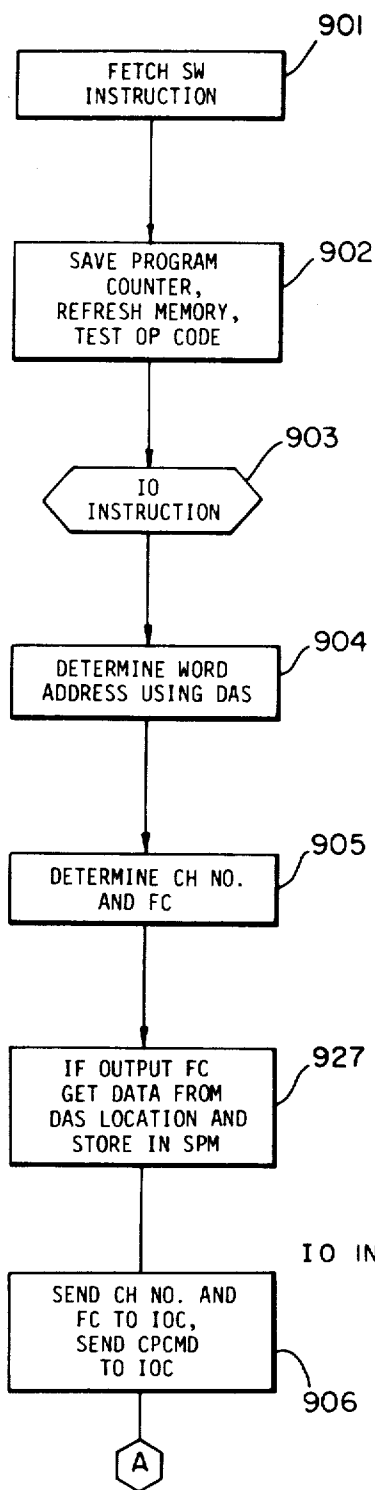 901
FETCH SW
INSTRUCTION
902
SAVE PROGRAM
COUNTER,
REFRESH MEMORY,
TEST OP CODE
903
IO
INSTRUCTION
904
DETERMINE WORD
ADDRESS USING DAS
905
DETERMINE CH NO.
AND FC
927
IF OUTPUT FC
GET DATA FROM
DAS LOCATION AND
STORE IN SPM
IO IN
SEND CH NO. AND
FC TO IOC,
SEND CPCMD
TO IOC
906
A